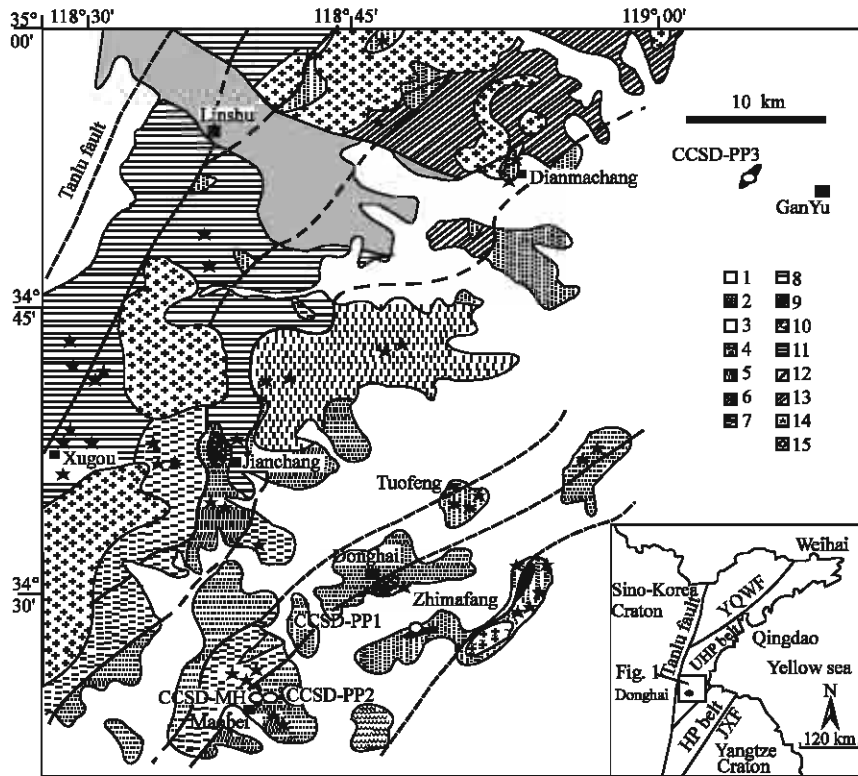 35° 118°30' 118°45' 119°00'
00'
10 km
Linshu
Tanlu fault
CCSD-PP3
Dianmachang
GanYu
34°
45'
1 8
2 9
3 10
4 11
5 12
6 13
7 14
15
Xugou
Jianchang
Tuofeng
Donghai
34°
30'
Zhimafang
CCSD-PP1
CCSD-MH
CCSD-PP2
Maobei
Weihai
Sino-Korea
Craton
YQWF
Tanlu fault
UHP belt
Qingdao
Yellow sea
Fig. 1
Donghai
N
HP belt
JXF
120 km
Yangtze
Craton